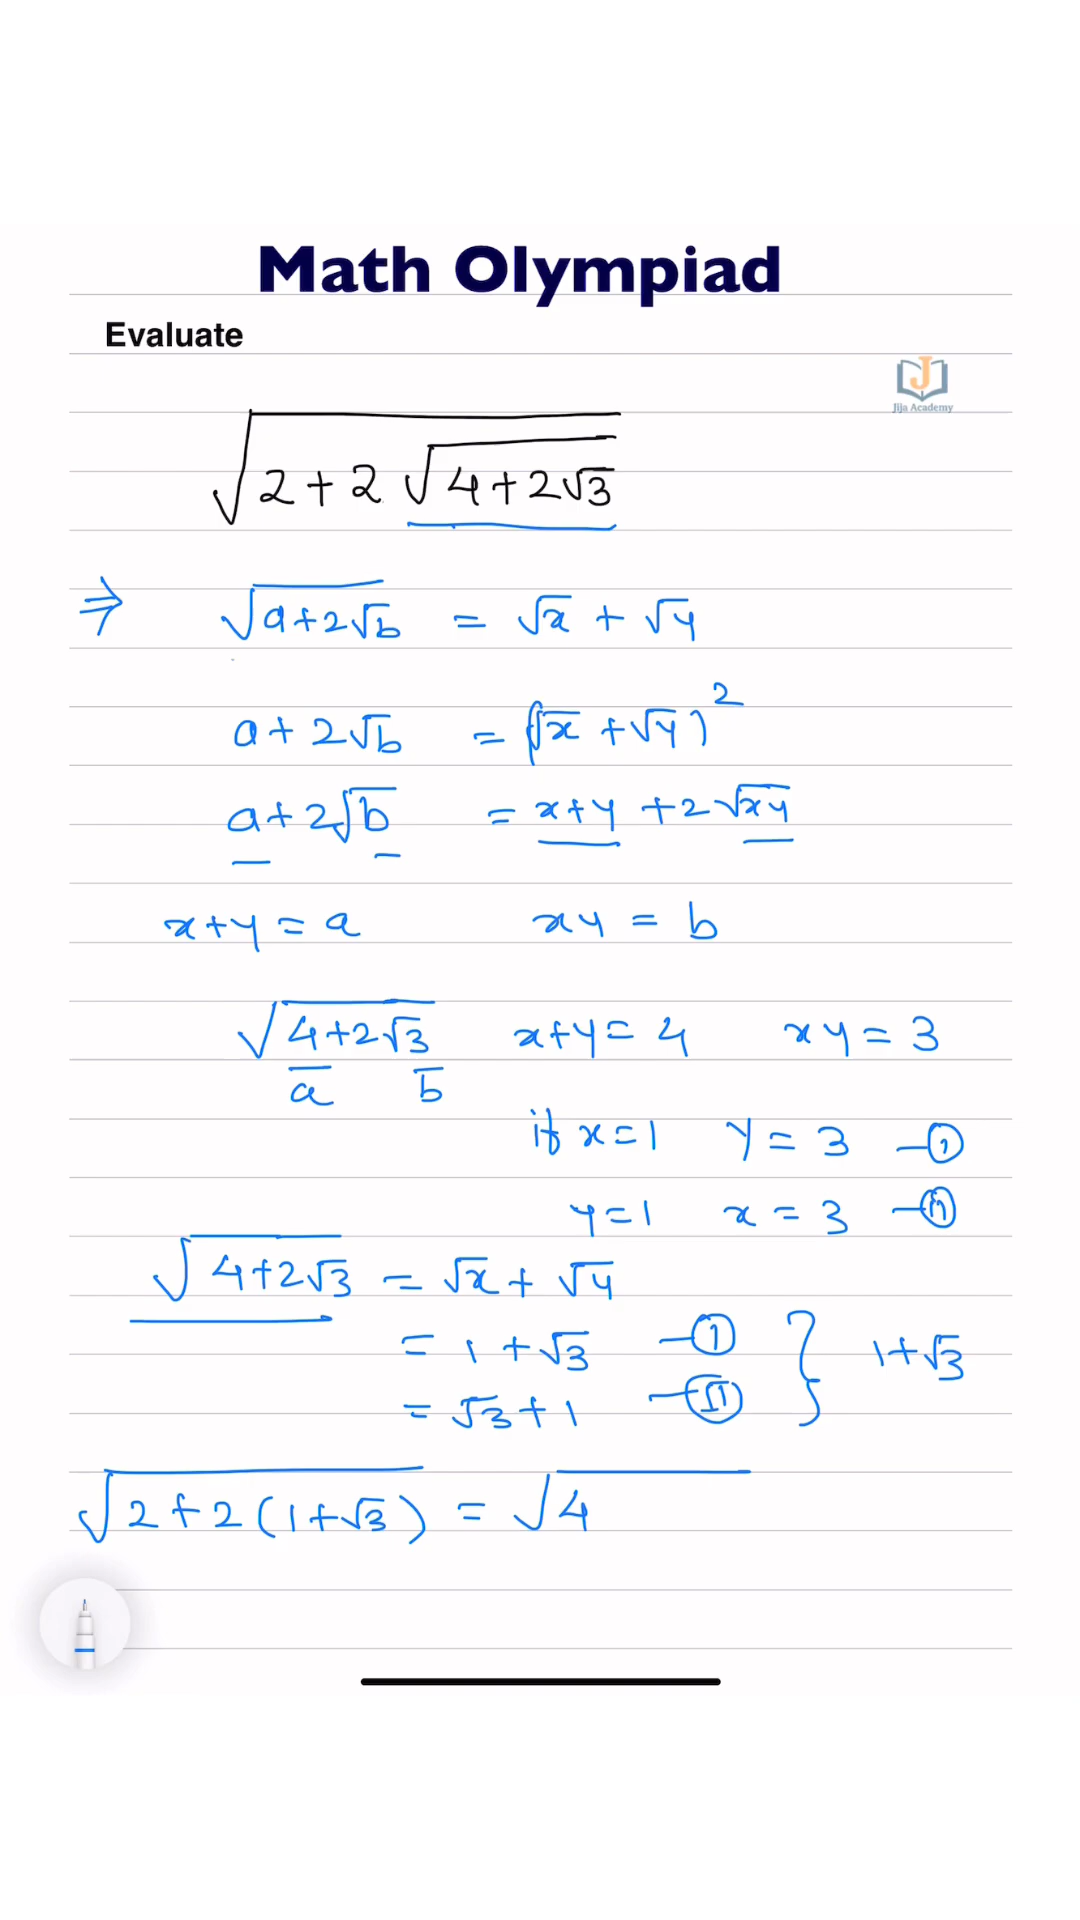 Math Olympiad
Evaluate
Jija Academy
√(2+2√(4+2√3))
⇒ √(a+2√b) = √x + √y
a+2√b = (√x+√y)²
a+2√b = x+y +2√xy
x+y=a xy = b
√(4+2√3) x+y=4 xy=3
a b
if x=1 y=3 —①
y=1 x=3 —ⓘⓘ
√(4+2√3) = √x+√y
= 1+√3 —① } 1+√3
= √3+1 —Ⅱ
√(2+2(1+√3)) = √4